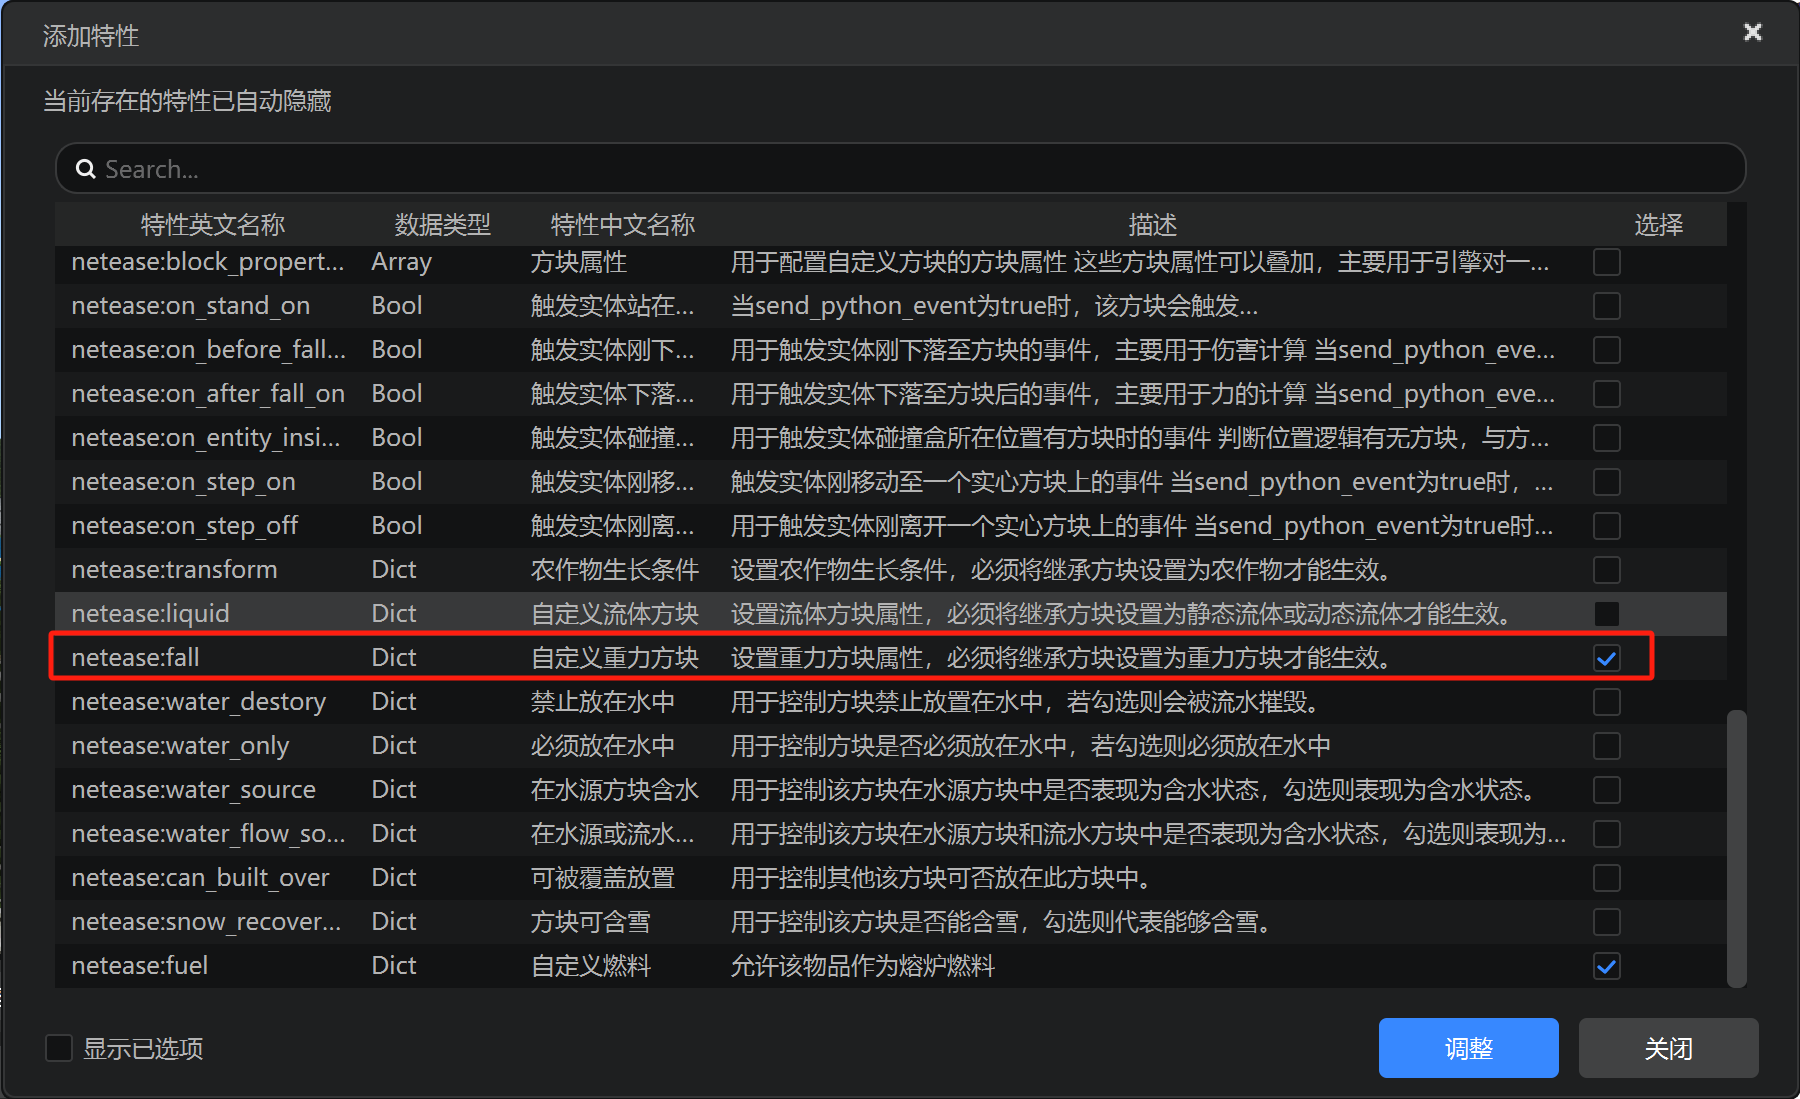 添加特性
当前存在的特性已自动隐藏
Search...
特性英文名称 数据类型 特性中文名称 描述 选择
netease:block_propert... Array 方块属性 用于配置自定义方块的方块属性 这些方块属性可以叠加，主要用于引擎对一...
netease:on_stand_on Bool 触发实体站在... 当send_python_event为true时，该方块会触发...
netease:on_before_fall... Bool 触发实体刚下... 用于触发实体刚下落至方块的事件，主要用于伤害计算 当send_python_eve...
netease:on_after_fall_on Bool 触发实体下落... 用于触发实体下落至方块后的事件，主要用于力的计算 当send_python_eve...
netease:on_entity_insi... Bool 触发实体碰撞... 用于触发实体碰撞盒所在位置有方块时的事件 判断位置逻辑有无方块，与方...
netease:on_step_on Bool 触发实体刚移... 触发实体刚移动至一个实心方块上的事件 当send_python_event为true时，...
netease:on_step_off Bool 触发实体刚离... 用于触发实体刚离开一个实心方块上的事件 当send_python_event为true时...
netease:transform Dict 农作物生长条件 设置农作物生长条件，必须将继承方块设置为农作物才能生效。
netease:liquid Dict 自定义流体方块 设置流体方块属性，必须将继承方块设置为静态流体或动态流体才能生效。
netease:fall Dict 自定义重力方块 设置重力方块属性，必须将继承方块设置为重力方块才能生效。
netease:water_destory Dict 禁止放在水中 用于控制方块禁止放置在水中，若勾选则会被流水摧毁。
netease:water_only Dict 必须放在水中 用于控制方块是否必须放在水中，若勾选则必须放在水中
netease:water_source Dict 在水源方块含水 用于控制该方块在水源方块中是否表现为含水状态，勾选则表现为含水状态。
netease:water_flow_so... Dict 在水源或流水... 用于控制该方块在水源方块和流水方块中是否表现为含水状态，勾选则表现为...
netease:can_built_over Dict 可被覆盖放置 用于控制其他该方块可否放在此方块中。
netease:snow_recover... Dict 方块可含雪 用于控制该方块是否能含雪，勾选则代表能够含雪。
netease:fuel Dict 自定义燃料 允许该物品作为熔炉燃料
显示已选项 调整 关闭